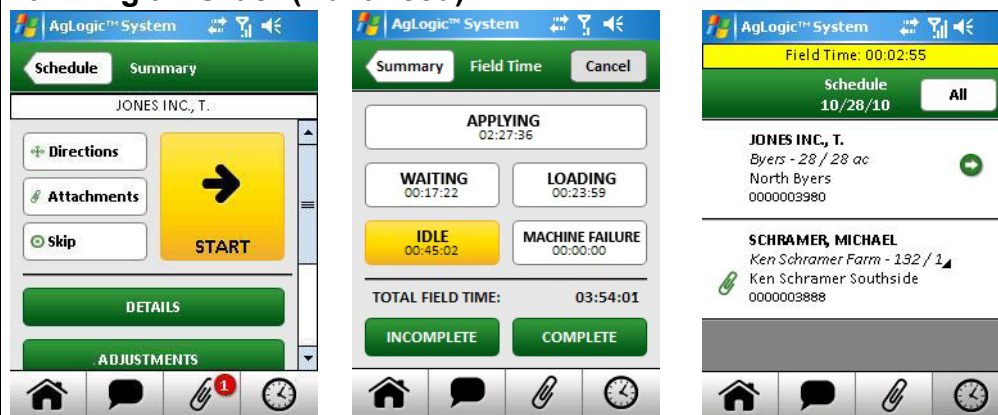 AgLogic™ System
Schedule
Summary
JONES INC., T.
Directions
Attachments
Skip
START
DETAILS
ADJUSTMENTS
1
AgLogic™ System
Summary
Field Time
Cancel
APPLYING
02:27:36
WAITING
00:17:22
LOADING
00:23:59
IDLE
00:45:02
MACHINE FAILURE
00:00:00
TOTAL FIELD TIME: 03:54:01
INCOMPLETE
COMPLETE
AgLogic™ System
Field Time: 00:02:55
Schedule
10/28/10
All
JONES INC., T.
Byers - 28 / 28 ac
North Byers
0000003980
SCHRAMER, MICHAEL
Ken Schramer Farm - 132 / 1
Ken Schramer Southside
0000003888